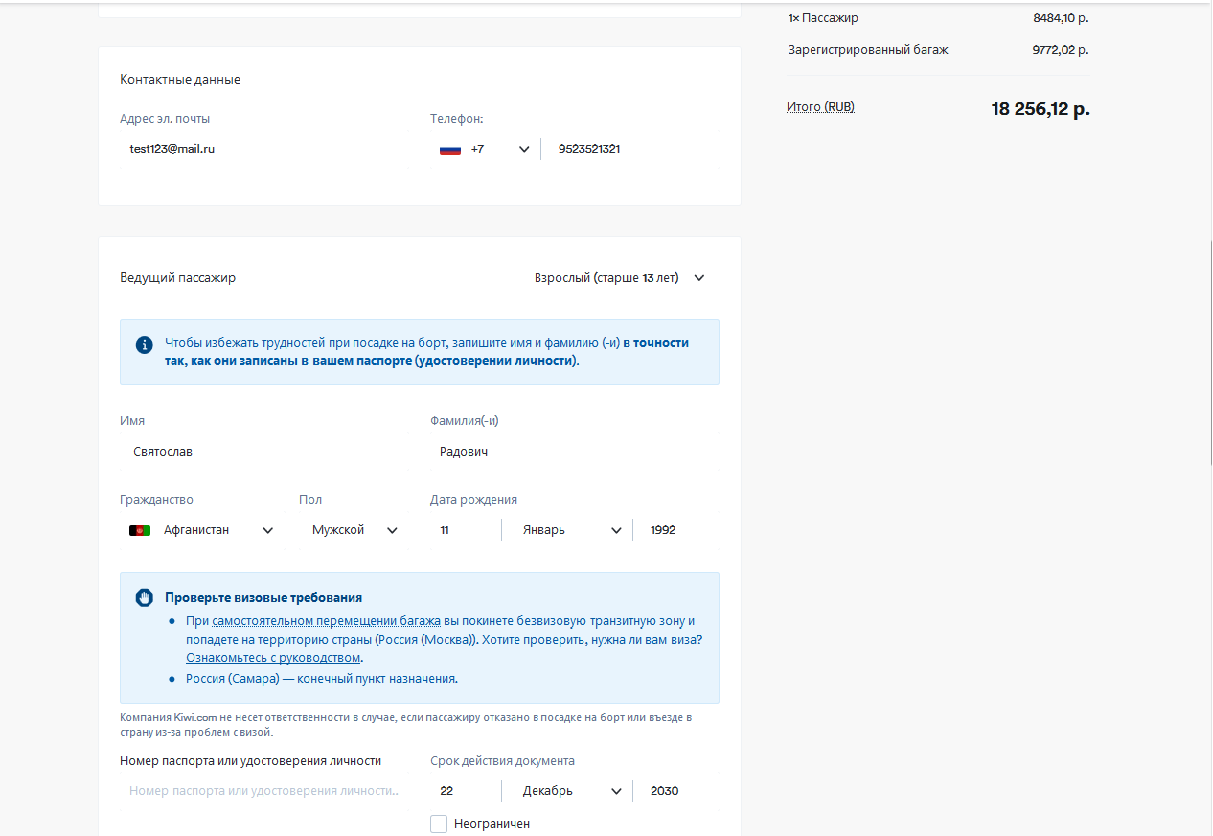 1× Пассажир 8484,10 р.
Зарегистрированный багаж 9772,02 р.
Итого (RUB) 18 256,12 р.
Контактные данные
Адрес эл. почты Телефон:
test123@mail.ru +7 9523521321
Ведущий пассажир Взрослый (старше 13 лет)
Чтобы избежать трудностей при посадке на борт, запишите имя и фамилию (-и) в точности
так, как они записаны в вашем паспорте (удостоверении личности).
Имя Фамилия(-и)
Святослав Радович
Гражданство Пол Дата рождения
Афганистан Мужской 11 Январь 1992
Проверьте визовые требования
• При самостоятельном перемещении багажа вы покинете безвизовую транзитную зону и
попадете на территорию страны (Россия (Москва)). Хотите проверить, нужна ли вам виза?
Ознакомьтесь с руководством.
• Россия (Самара) — конечный пункт назначения.
Компания Kiwi.com не несет ответственности в случае, если пассажиру отказано в посадке на борт или въезде в
страну из-за проблем с визой.
Номер паспорта или удостоверения личности Срок действия документа
Номер паспорта или удостоверения личности.. 22 Декабрь 2030
Неограничен